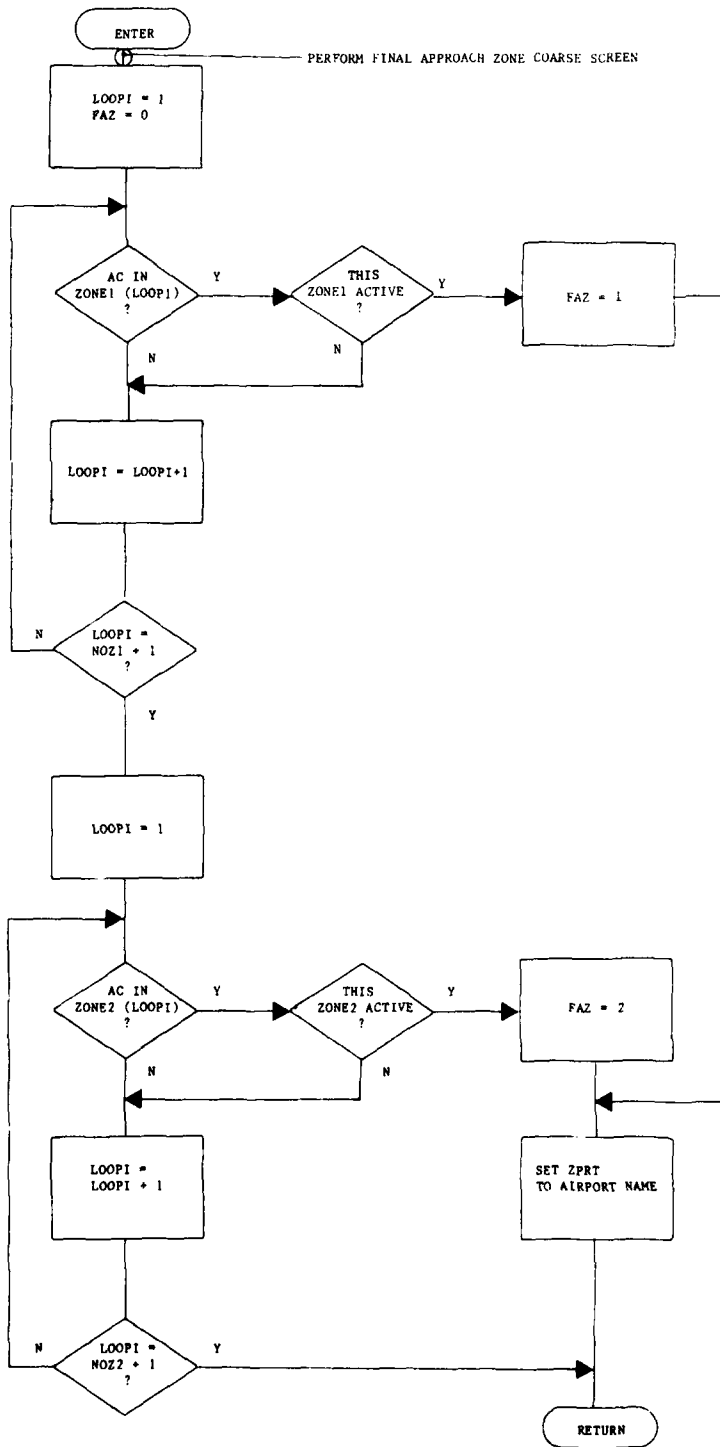 ENTER
PERFORM FINAL APPROACH ZONE COARSE SCREEN
LOOPI = 1
FAZ = 0
AC IN
ZONE1 (LOOPI)
?
Y
THIS
ZONE1 ACTIVE
?
Y
FAZ = 1
N
N
LOOPI = LOOPI+1
N
LOOPI =
NOZ1 + 1
?
Y
LOOPI = 1
AC IN
ZONE2 (LOOPI)
?
Y
THIS
ZONE2 ACTIVE
?
Y
FAZ = 2
N
N
LOOPI =
LOOPI + 1
SET ZPRT
TO AIRPORT NAME
N
LOOPI =
NOZ2 + 1
?
Y
RETURN